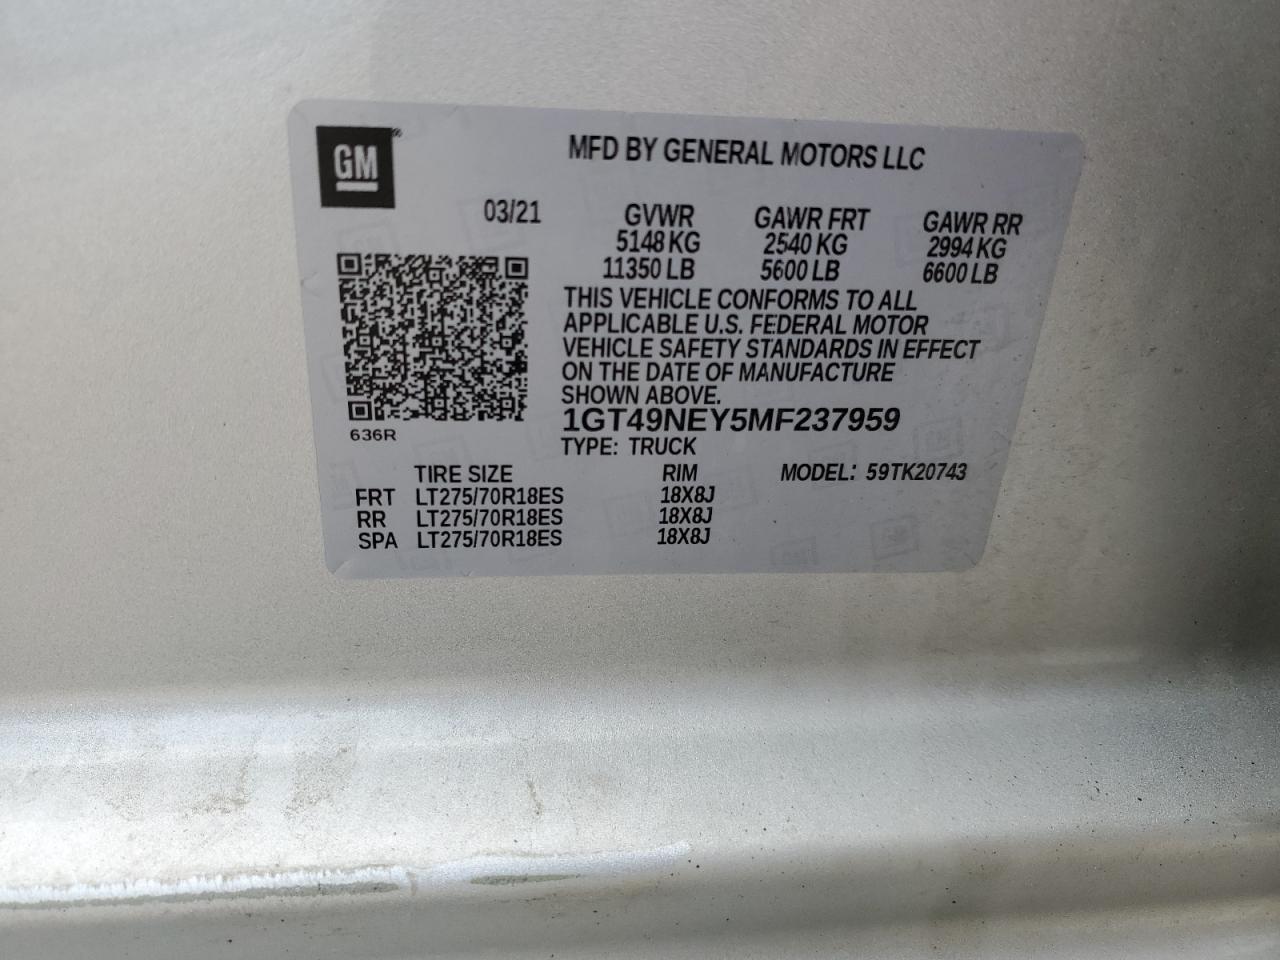 GM®
MFD BY GENERAL MOTORS LLC
03/21
GVWR GAWR FRT GAWR RR
5148 KG 2540 KG 2994 KG
11350 LB 5600 LB 6600 LB
THIS VEHICLE CONFORMS TO ALL
APPLICABLE U.S. FEDERAL MOTOR
VEHICLE SAFETY STANDARDS IN EFFECT
ON THE DATE OF MANUFACTURE
SHOWN ABOVE.
1GT49NEY5MF237959
636R
TYPE: TRUCK
TIRE SIZE RIM MODEL: 59TK20743
FRT LT275/70R18ES 18X8J
RR LT275/70R18ES 18X8J
SPA LT275/70R18ES 18X8J